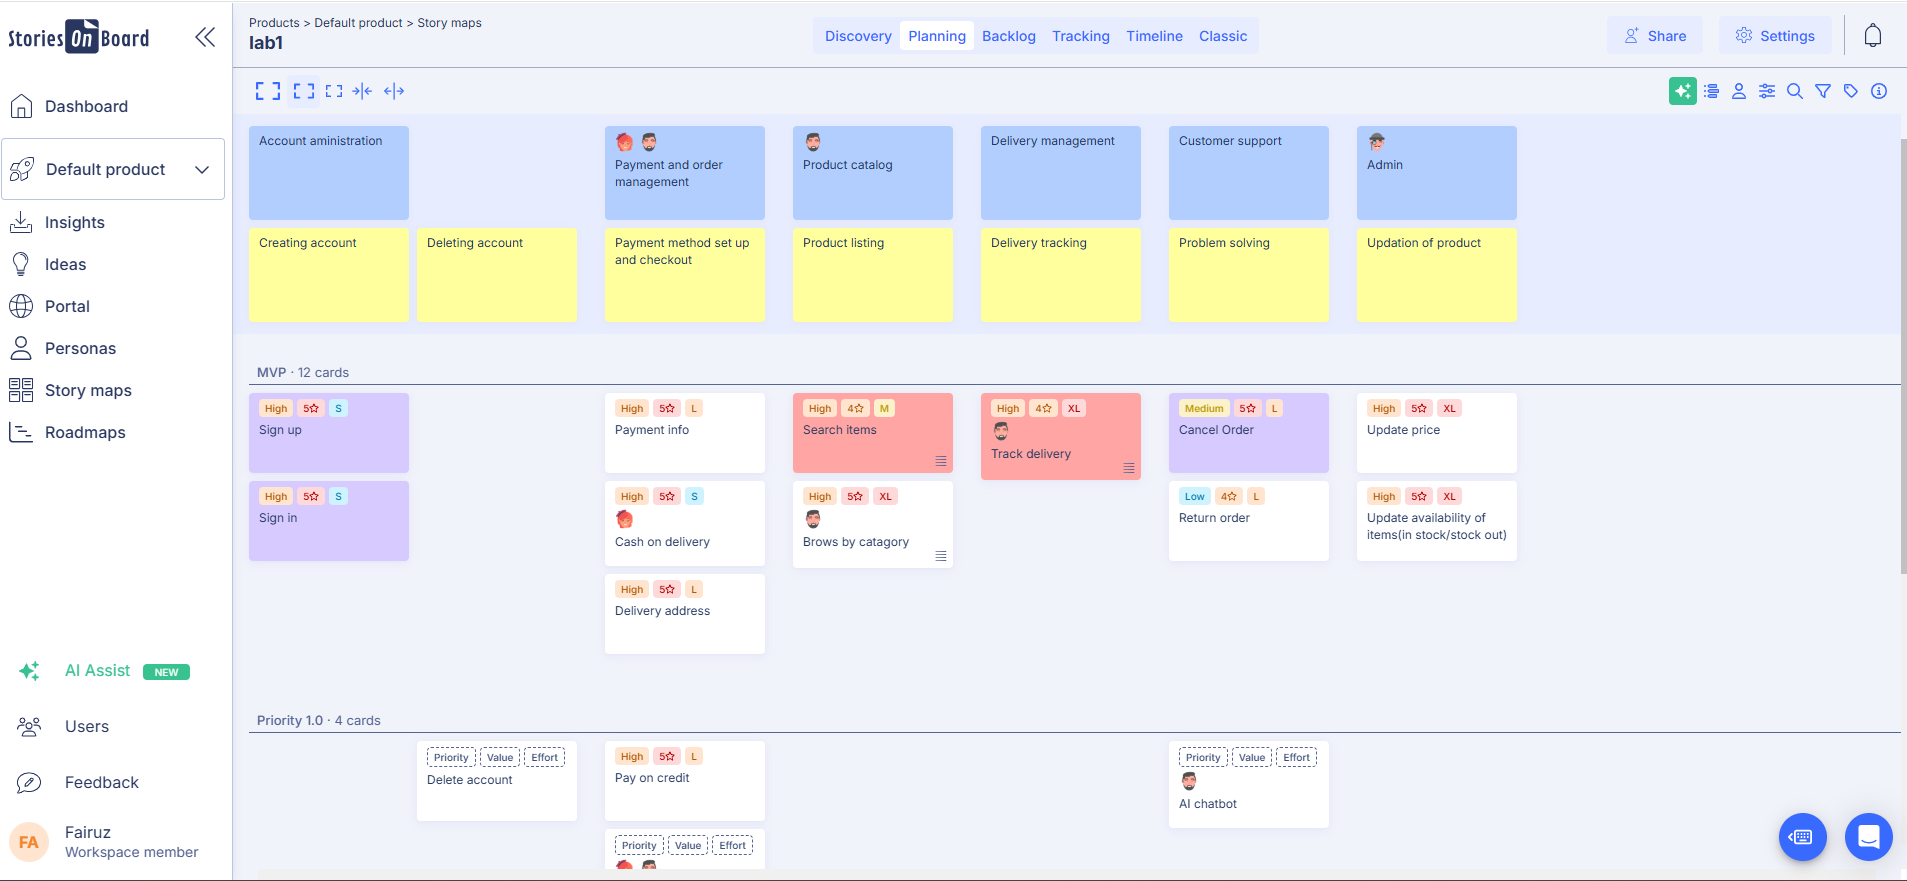 Stories On Board
Products > Default product > Story maps
lab1
Discovery
Planning
Backlog
Tracking
Timeline
Classic
Share
Settings
Dashboard
Default product
Insights
Ideas
Portal
Personas
Story maps
Roadmaps
AI Assist NEW
Users
Feedback
FA
Fairuz
Workspace member
Account aministration
Payment and order
management
Product catalog
Delivery management
Customer support
Admin
Creating account
Deleting account
Payment method set up
and checkout
Product listing
Delivery tracking
Problem solving
Updation of product
MVP · 12 cards
High 5 S
Sign up
High 5 L
Payment info
High 4 M
Search items
High 4 XL
Track delivery
Medium 5 L
Cancel Order
High 5 XL
Update price
High 5 S
Sign in
High 5 S
Cash on delivery
High 5 XL
Brows by catagory
Low 4 L
Return order
High 5 XL
Update availability of
items(in stock/stock out)
High 5 L
Delivery address
Priority 1.0 · 4 cards
Priority Value Effort
Delete account
High 5 L
Pay on credit
Priority Value Effort
AI chatbot
Priority Value Effort